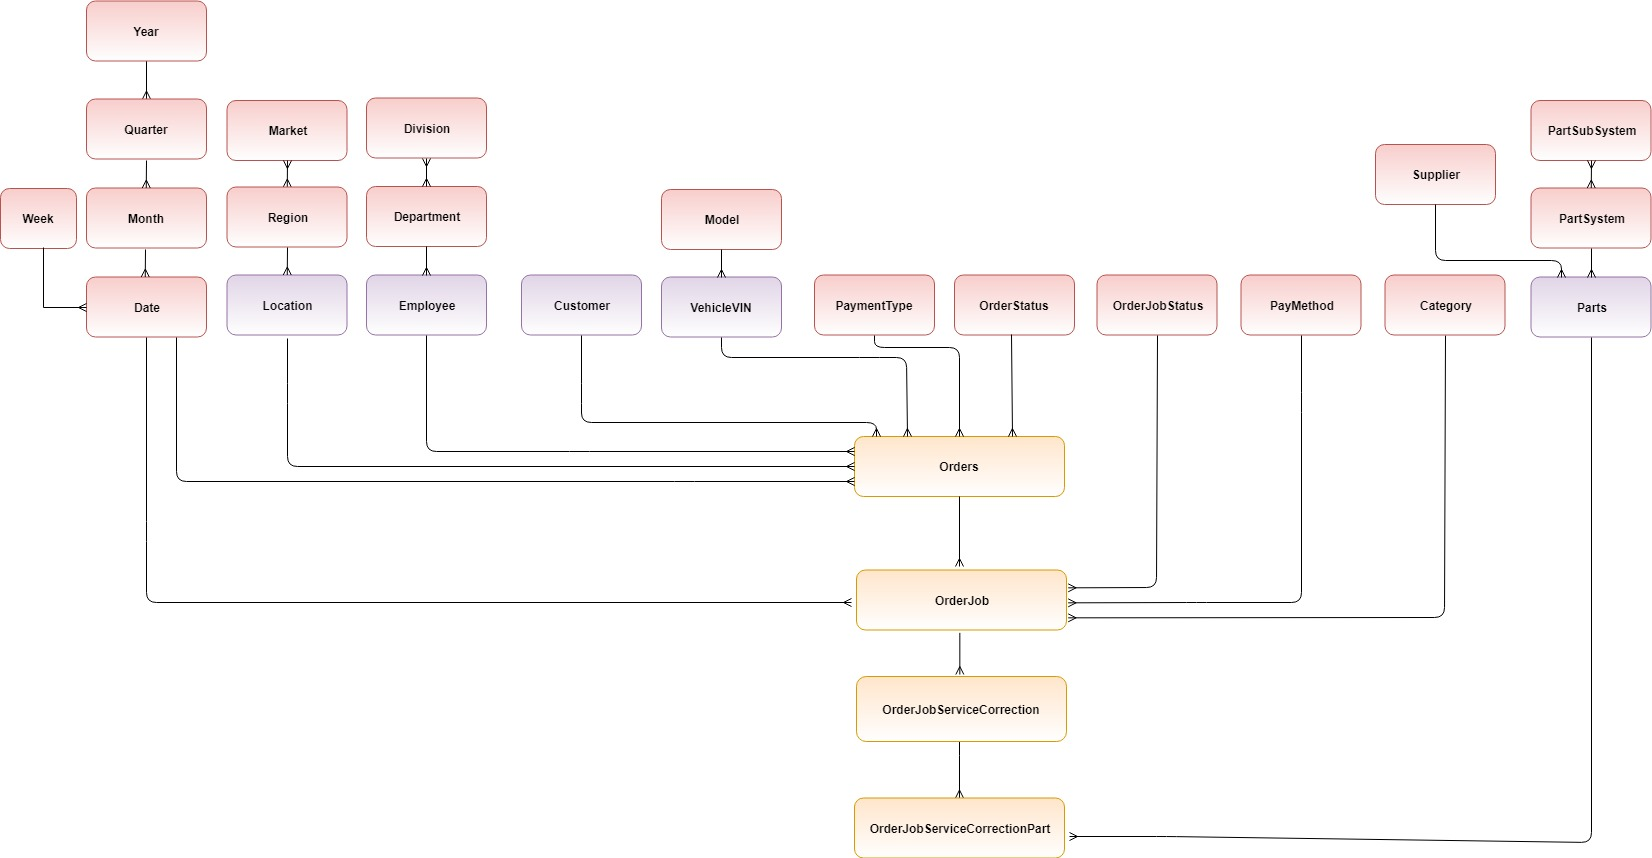 Year
Quarter
Market
Division
PartSubSystem
Supplier
Week
Month
Region
Department
Model
PartSystem
Date
Location
Employee
Customer
VehicleVIN
PaymentType
OrderStatus
OrderJobStatus
PayMethod
Category
Parts
Orders
OrderJob
OrderJobServiceCorrection
OrderJobServiceCorrectionPart